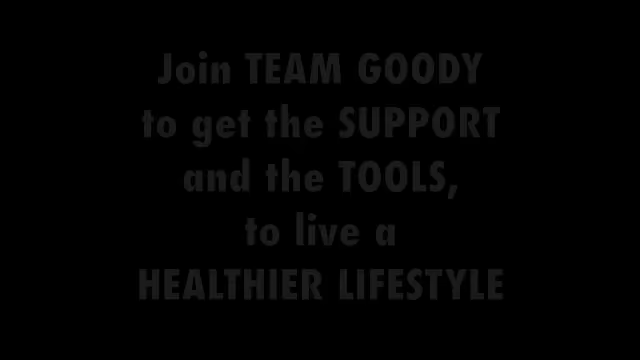 Join TEAM GOODY
to get the SUPPORT
and the TOOLS,
to live a
HEALTHIER LIFESTYLE